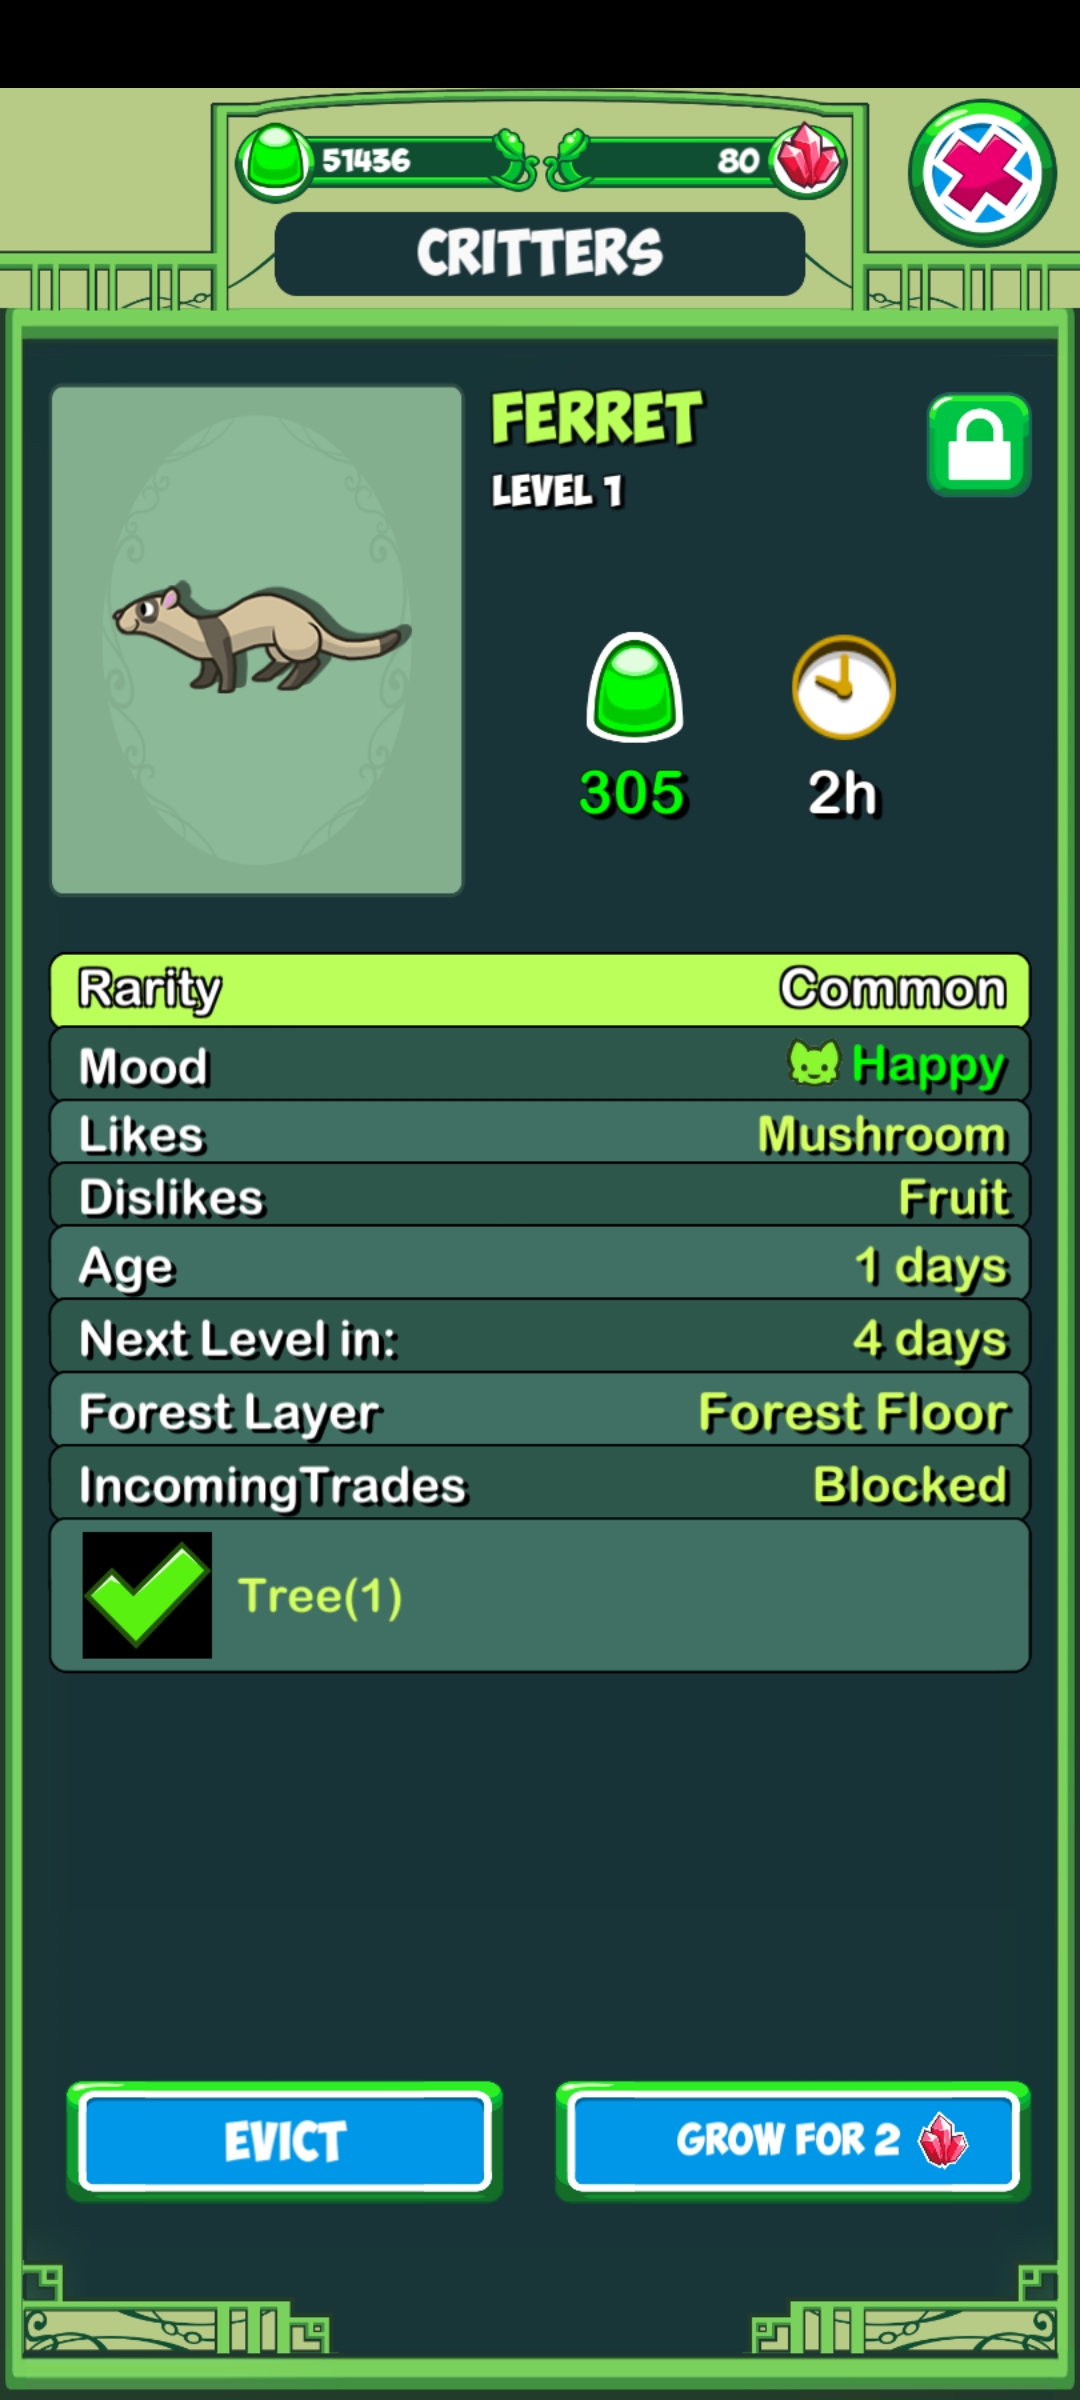 51436
80
CRITTERS
FERRET
LEVEL 1
305
2h
Rarity Common
Mood Happy
Likes Mushroom
Dislikes Fruit
Age 1 days
Next Level in: 4 days
Forest Layer Forest Floor
IncomingTrades Blocked
Tree(1)
EVICT
GROW FOR 2